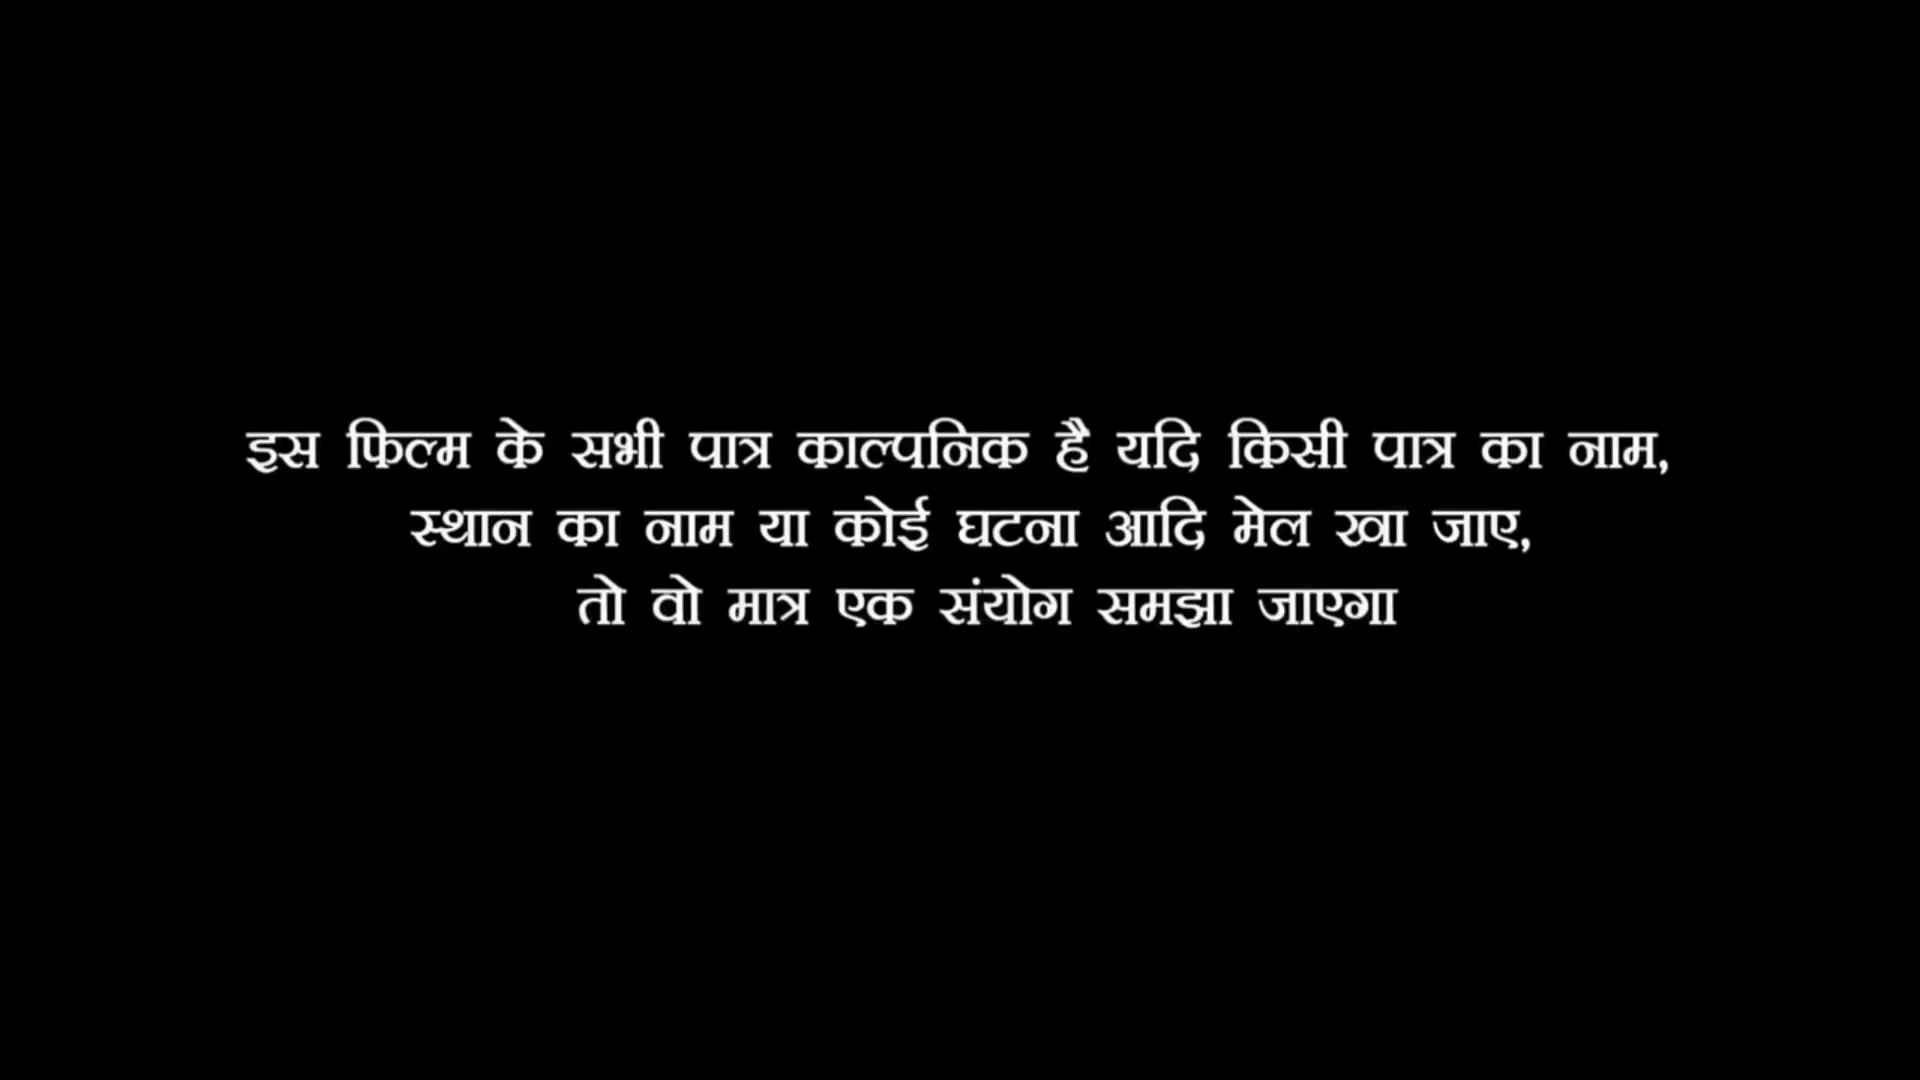 इस फिल्म के सभी पात्र काल्पनिक है यदि किसी पात्र का नाम,
स्थान का नाम या कोई घटना आदि मेल खा जाए,
तो वो मात्र एक संयोग समझा जाएगा